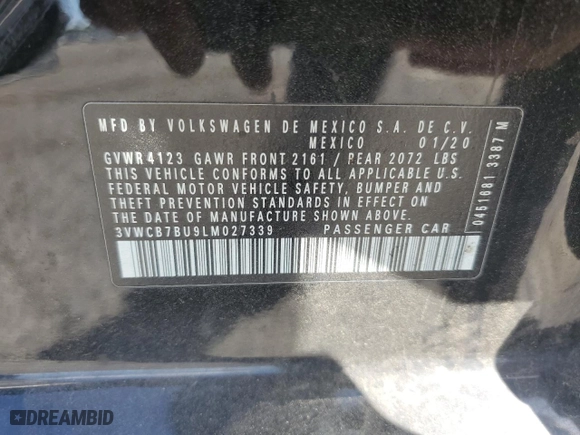 MFD BY VOLKSWAGEN DE MEXICO S.A. DE C.V.
MEXICO 01/20
GVWR 4123 GAWR FRONT 2161 / REAR 2072 LBS
THIS VEHICLE CONFORMS TO ALL APPLICABLE U.S.
FEDERAL MOTOR VEHICLE SAFETY, BUMPER AND
THEFT PREVENTION STANDARDS IN EFFECT ON
THE DATE OF MANUFACTURE SHOWN ABOVE
3VWCB7BU9LM027339 PASSENGER CAR
0451681 3387 M
DREAMBID